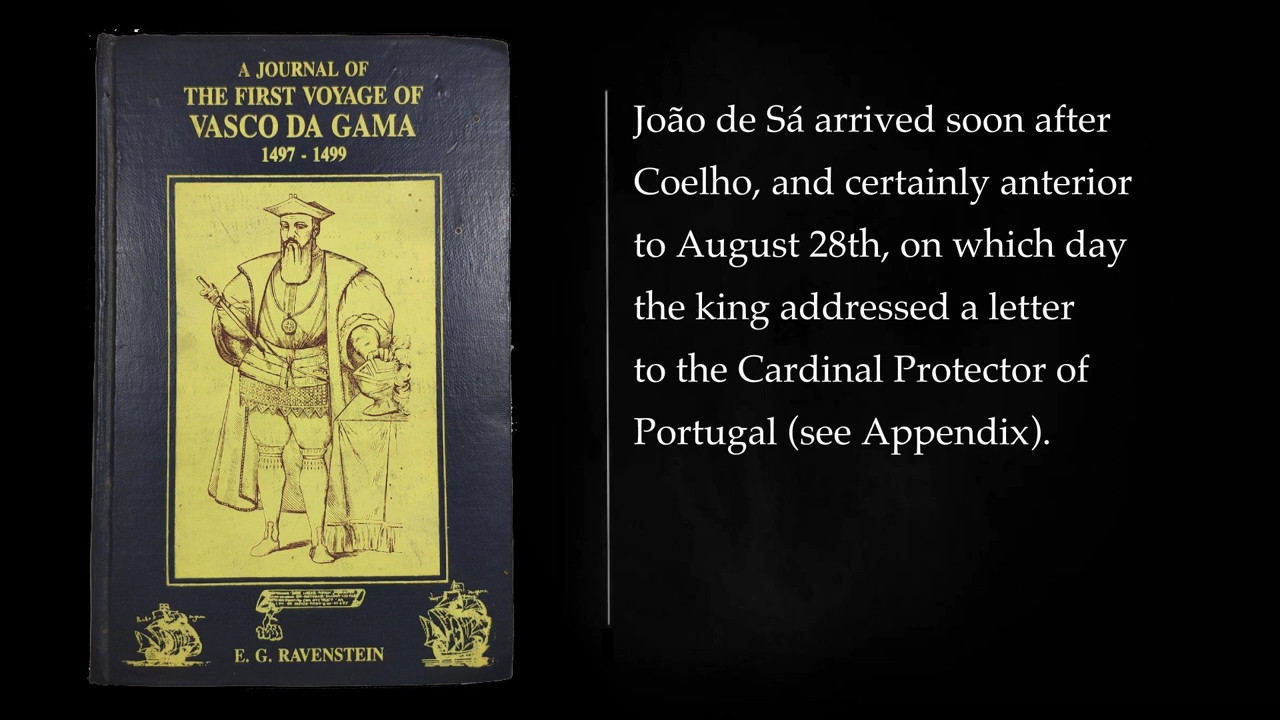 A JOURNAL OF
THE FIRST VOYAGE OF
VASCO DA GAMA
1497 - 1499
E. G. RAVENSTEIN
João de Sá arrived soon after
Coelho, and certainly anterior
to August 28th, on which day
the king addressed a letter
to the Cardinal Protector of
Portugal (see Appendix).